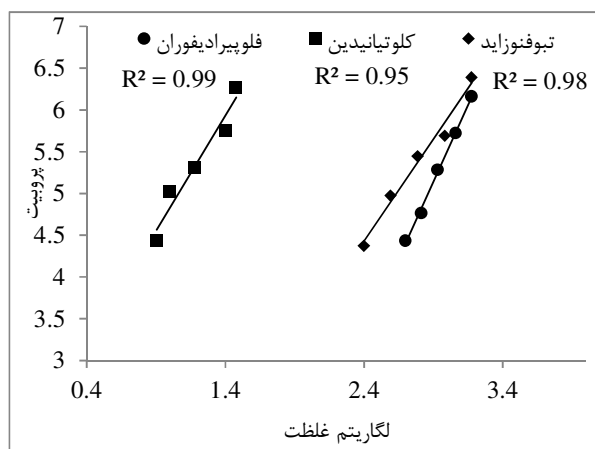 7
6.5
6
5.5
5
4.5
4
3.5
3
پروبیت
فلوپیرادیفوران
کلوتیانیدین
تبوفنوزاید
R² = 0.99
R² = 0.95
R² = 0.98
0.4 1.4 2.4 3.4
لگاریتم غلظت